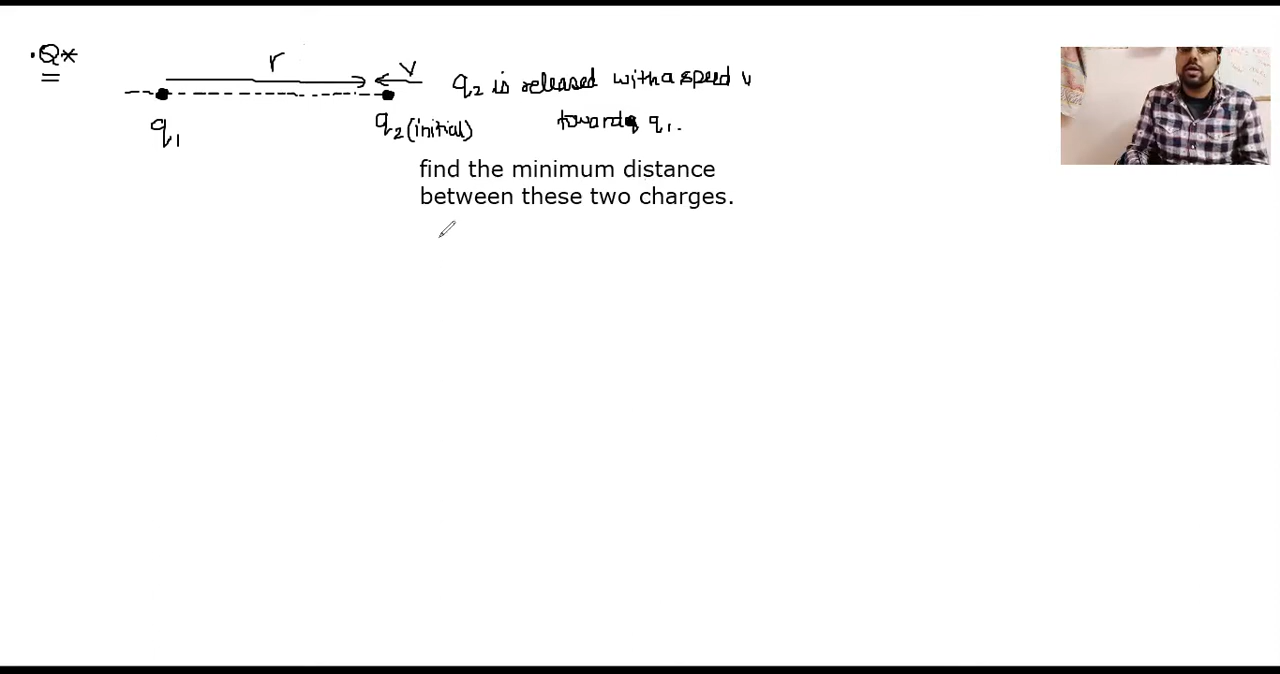 .Q*
r
v
q₁
q₂ (initial)
q₂ is released with a speed v
towards q₁.
find the minimum distance
between these two charges.